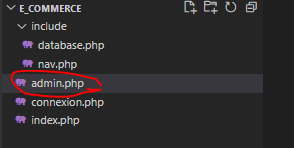 E_COMMERCE
include
database.php
nav.php
admin.php
connexion.php
index.php